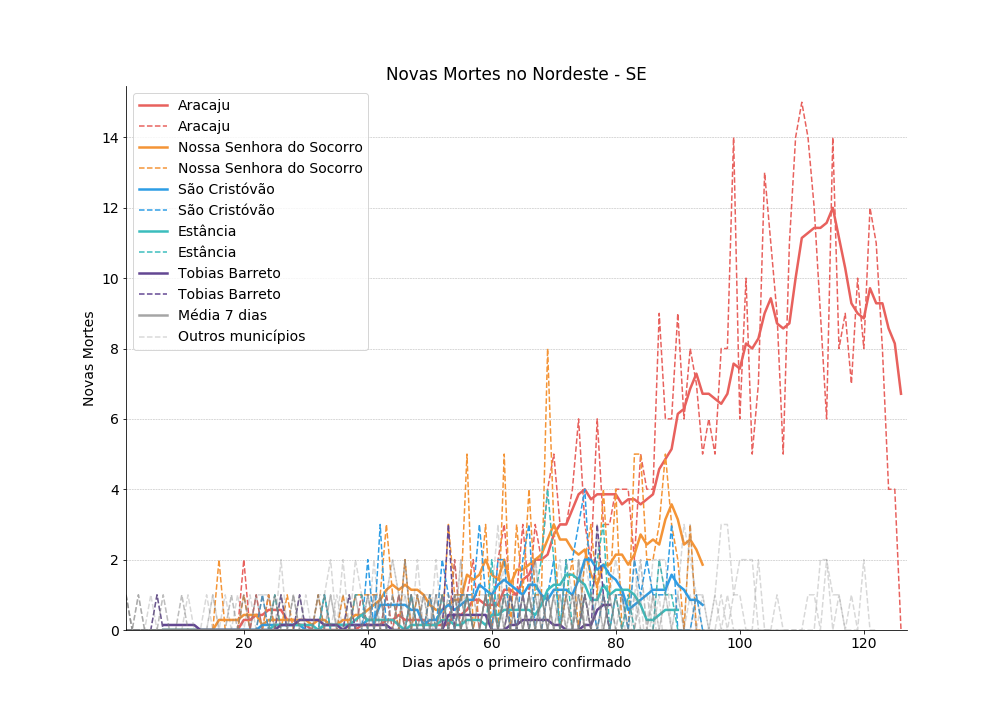 Novas Mortes no Nordeste - SE
Aracaju
Aracaju
Nossa Senhora do Socorro
Nossa Senhora do Socorro
São Cristóvão
São Cristóvão
Estância
Estância
Tobias Barreto
Tobias Barreto
Média 7 dias
Outros municípios
Novas Mortes
14
12
10
8
6
4
2
0
20 40 60 80 100 120
Dias após o primeiro confirmado